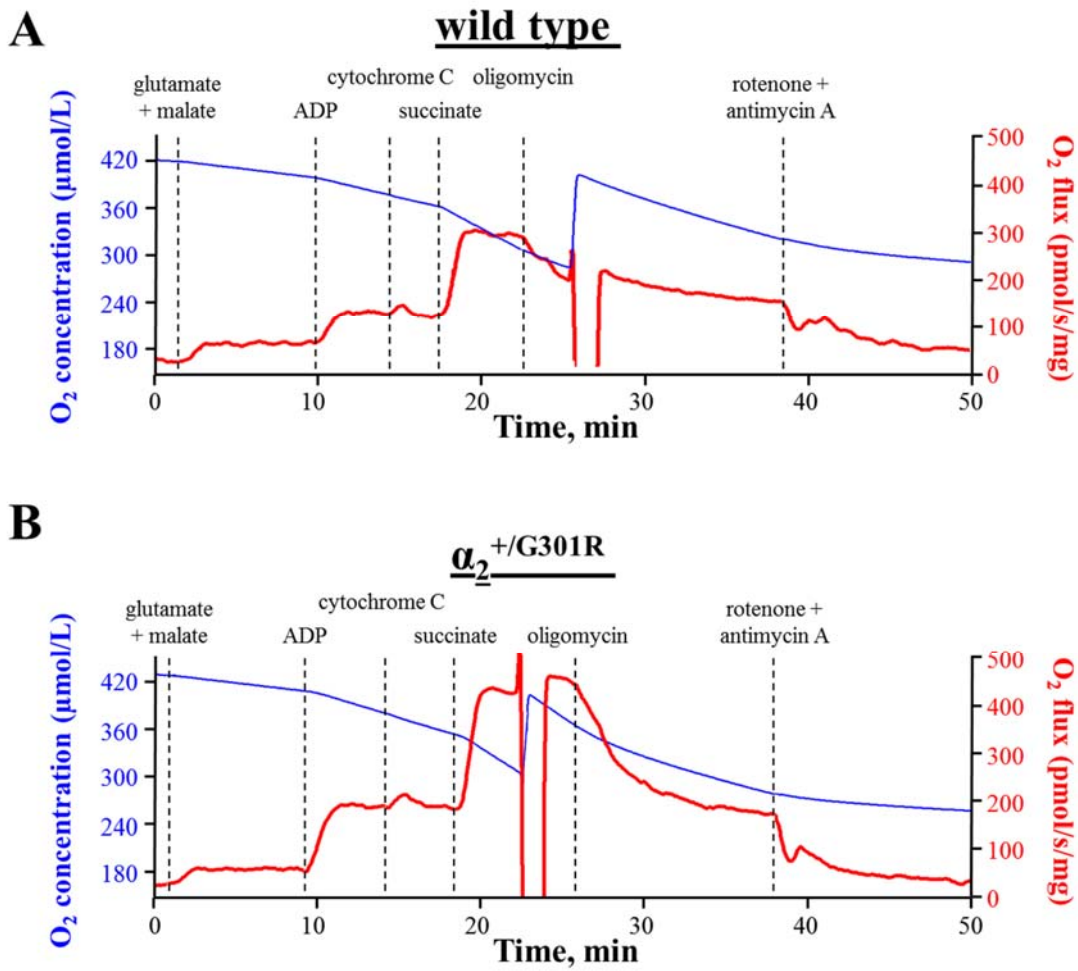 A
wild type
cytochrome C oligomycin
glutamate
+ malate
ADP
succinate
rotenone +
antimycin A
O2 concentration (µmol/L)
420
360
300
240
180
500
400
300
200
100
0
O2 flux (pmol/s/mg)
0 10 20 30 40 50
Time, min
B
α2+/G301R
cytochrome C
glutamate
+ malate
ADP
succinate
oligomycin
rotenone +
antimycin A
O2 concentration (µmol/L)
420
360
300
240
180
500
400
300
200
100
0
O2 flux (pmol/s/mg)
0 10 20 30 40 50
Time, min